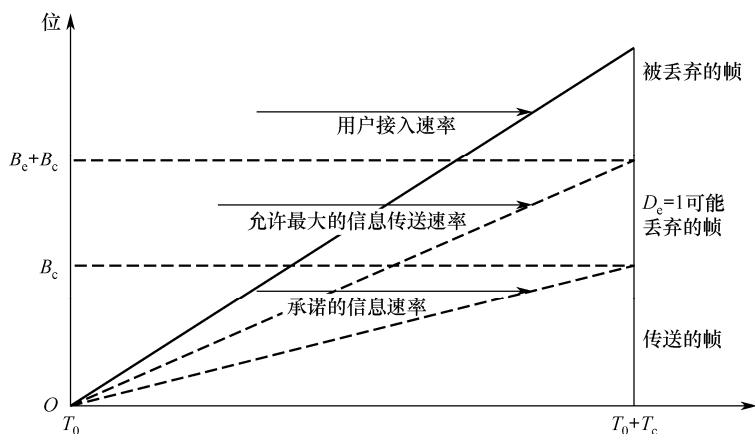 位
被丢弃的帧
用户接入速率
Be+Bc
允许最大的信息传送速率
De=1可能
丢弃的帧
Bc
承诺的信息速率
传送的帧
O
T0
T0+Tc